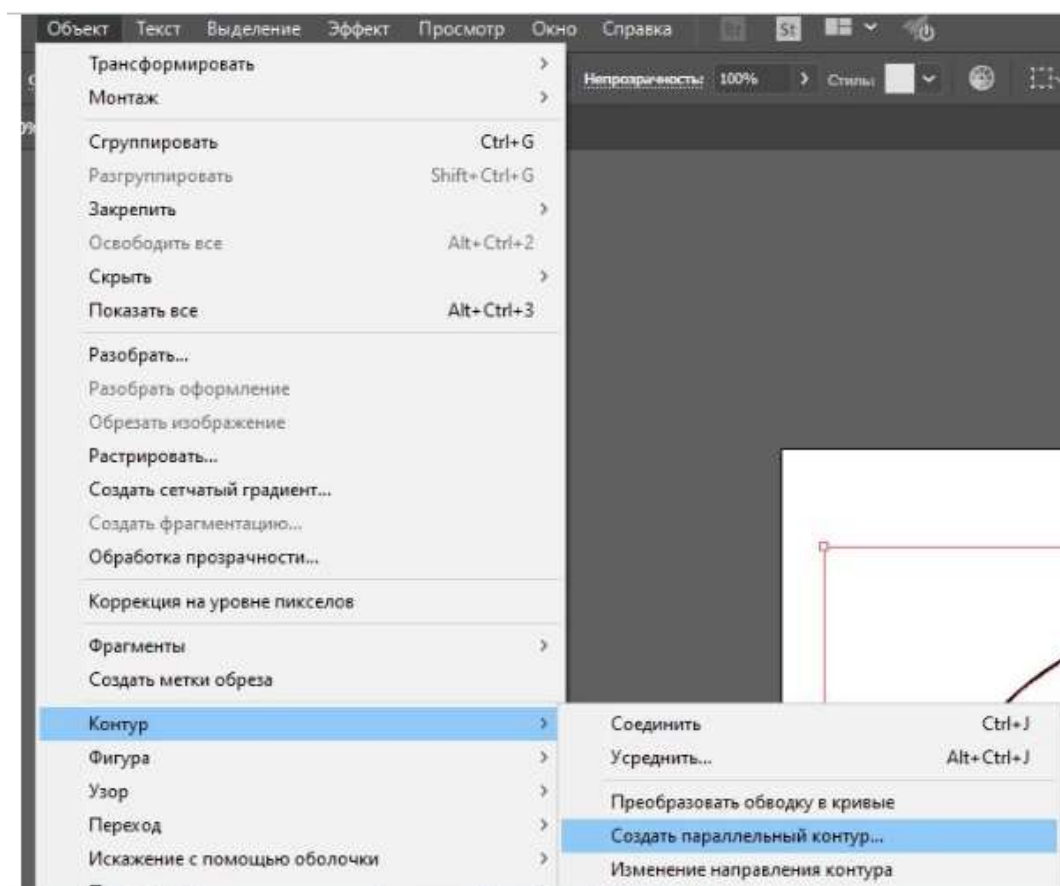 Объект Текст Выделение Эффект Просмотр Окно Справка Br St
Непрозрачность: 100% Стиль:
Трансформировать
Монтаж
Сгруппировать Ctrl+G
Разгруппировать Shift+Ctrl+G
Закрепить
Освободить все Alt+Ctrl+2
Скрыть
Показать все Alt+Ctrl+3
Разобрать...
Разобрать оформление
Обрезать изображение
Растрировать...
Создать сетчатый градиент...
Создать фрагментацию...
Обработка прозрачности...
Коррекция на уровне пикселов
Фрагменты
Создать метки обреза
Контур
Фигура
Узор
Переход
Искажение с помощью оболочки
Соединить Ctrl+J
Усреднить... Alt+Ctrl+J
Преобразовать обводку в кривые
Создать параллельный контур...
Изменение направления контура